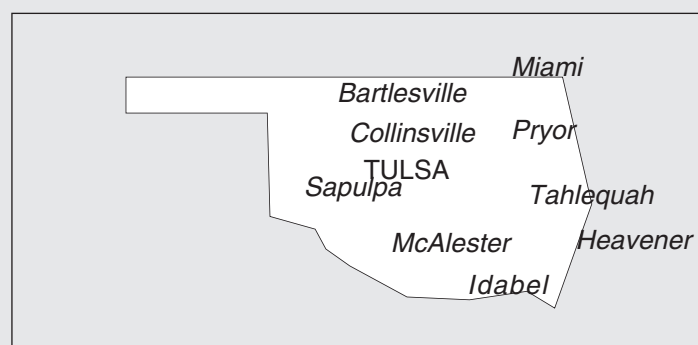 Miami
Bartlesville
Collinsville
Pryor
TULSA
Sapulpa
Tahlequah
McAlester
Heavener
Idabel